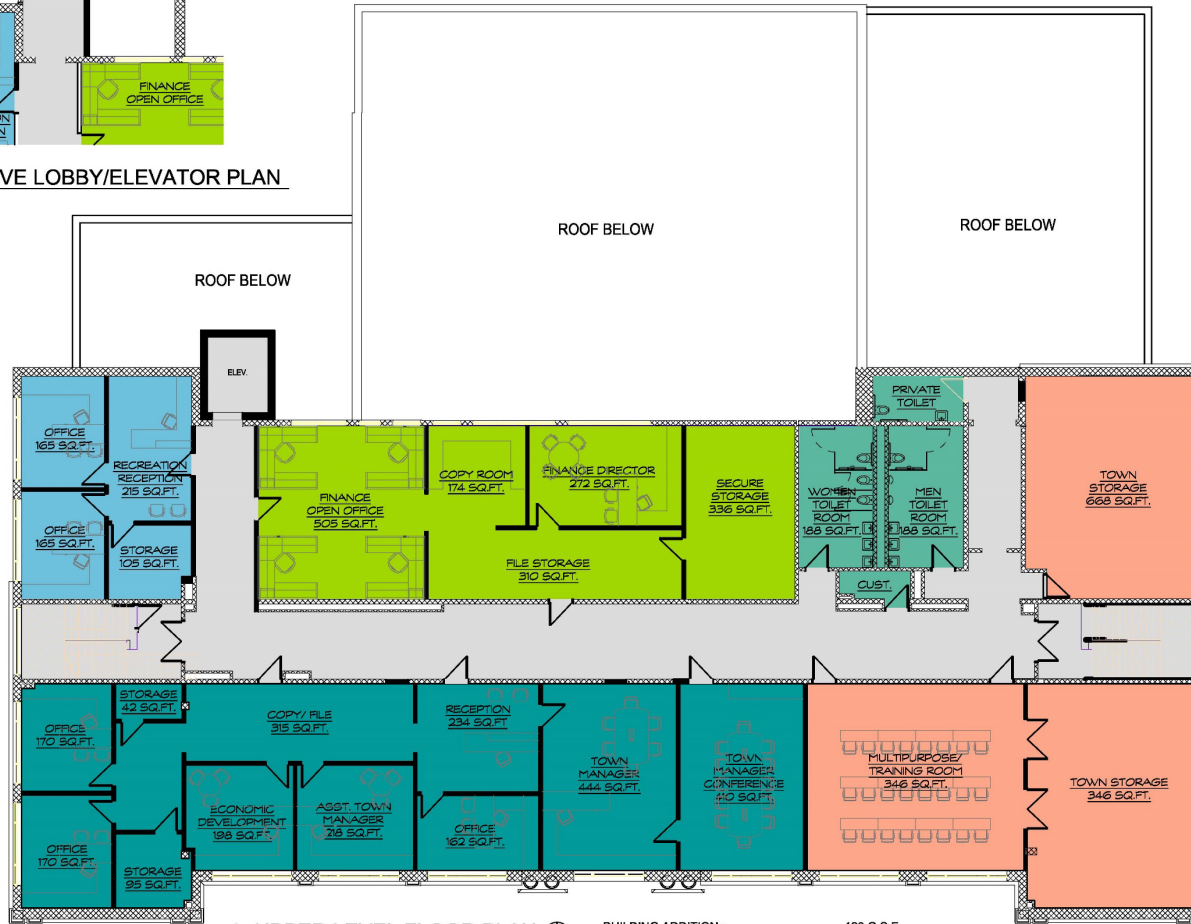 FINANCE
OPEN OFFICE
VE LOBBY/ELEVATOR PLAN
ROOF BELOW
ROOF BELOW
ROOF BELOW
ELEV.
OFFICE
165 SQ.FT.
RECREATION
RECEPTION
215 SQ.FT.
OFFICE
165 SQ.FT.
STORAGE
105 SQ.FT.
FINANCE
OPEN OFFICE
505 SQ.FT.
COPY ROOM
174 SQ.FT.
FINANCE DIRECTOR
272 SQ.FT.
FILE STORAGE
310 SQ.FT.
SECURE
STORAGE
336 SQ.FT.
PRIVATE
TOILET
WOMEN
TOILET
ROOM
188 SQ.FT.
MEN
TOILET
ROOM
188 SQ.FT.
CUST.
TOWN
STORAGE
668 SQ.FT.
OFFICE
170 SQ.FT.
STORAGE
42 SQ.FT.
COPY/ FILE
315 SQ.FT.
RECEPTION
234 SQ.FT.
OFFICE
170 SQ.FT.
STORAGE
95 SQ.FT.
ECONOMIC
DEVELOPMENT
198 SQ.FT.
ASST. TOWN
MANAGER
218 SQ.FT.
OFFICE
162 SQ.FT.
TOWN
MANAGER
444 SQ.FT.
TOWN
MANAGER
CONFERENCE
SQ.FT.
MULTIPURPOSE/
TRAINING ROOM
346 SQ.FT.
TOWN STORAGE
346 SQ.FT.